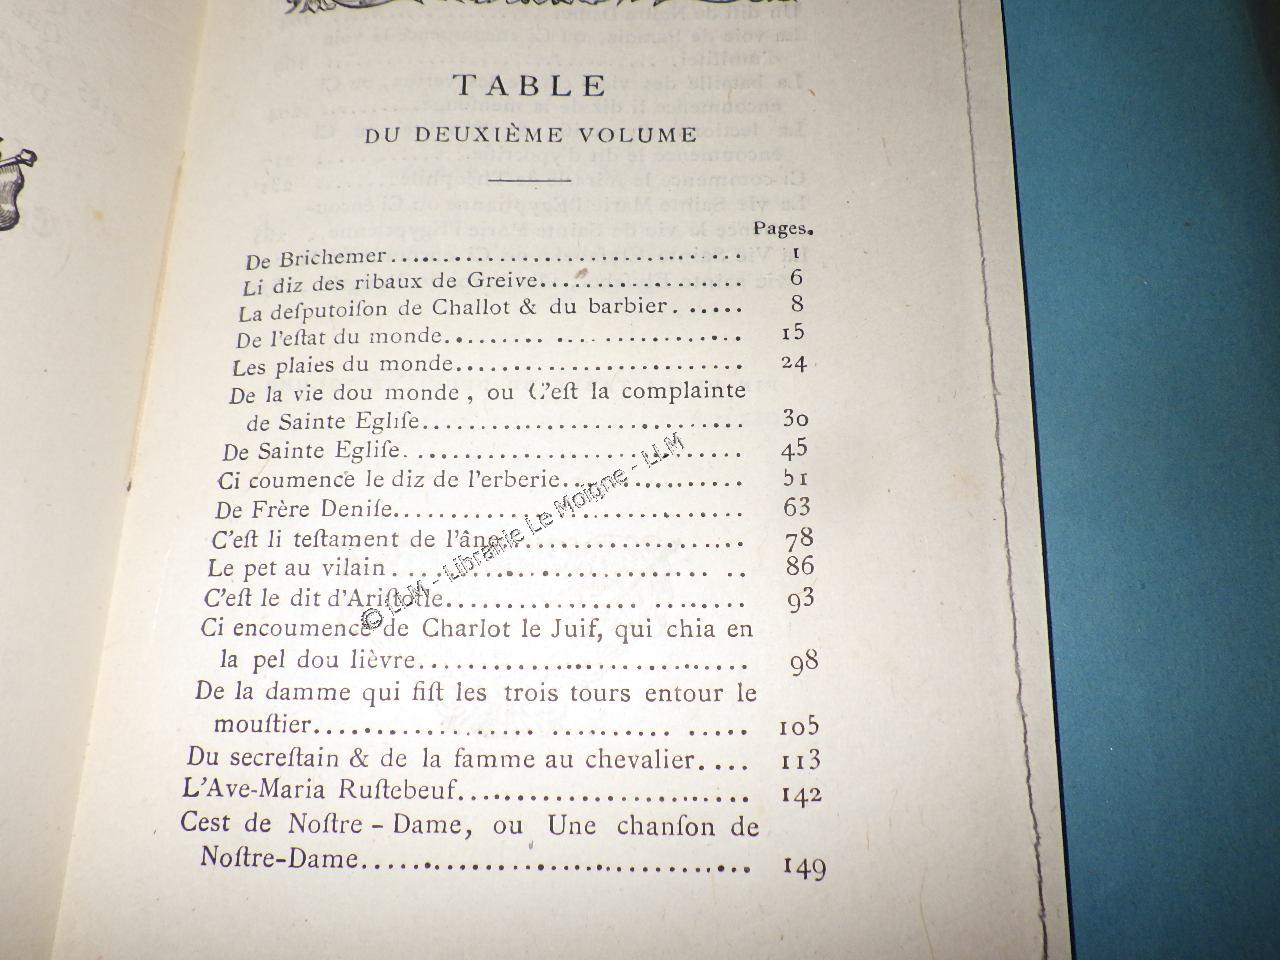 TABLE
DU DEUXIÈME VOLUME
Pages.
De Brichemer........................ 1
Li diz des ribaux de Greive.................. 6
La deſputoiſon de Challot & du barbier. ...... 8
De l'eſtat du monde......... .................. 15
Les plaies du monde.......................... 24
De la vie dou monde, ou C'eſt la complainte
de Sainte Egliſe............................ 30
De Sainte Egliſe. ........................... 45
Ci coumence le diz de l'erberie................ 51
De Frère Deniſe............................. 63
C'eſt li teſtament de l'âne.................... 78
Le pet au vilain............................ .. 86
C'eſt le dit d'Ariſtotle................ ........ 93
Ci encoumence de Charlot le Juif, qui chia en
la pel dou lièvre............................ 98
De la damme qui fiſt les trois tours entour le
mouſtier................... .......... ..... 105
Du secreſtain & de la famme au chevalier.... 113
L'Ave-Maria Ruſtebeuf........................ 142
Cest de Noſtre-Dame, ou Une chanſon de
Noſtre-Dame................................ 149
© LLM - Librairie Le Moigne - LLM